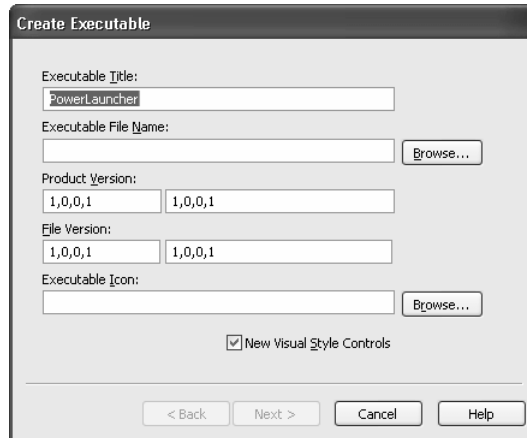 Create Executable
Executable Title:
PowerLauncher
Executable File Name:
Browse...
Product Version:
1,0,0,1 1,0,0,1
File Version:
1,0,0,1 1,0,0,1
Executable Icon:
Browse...
New Visual Style Controls
< Back Next > Cancel Help